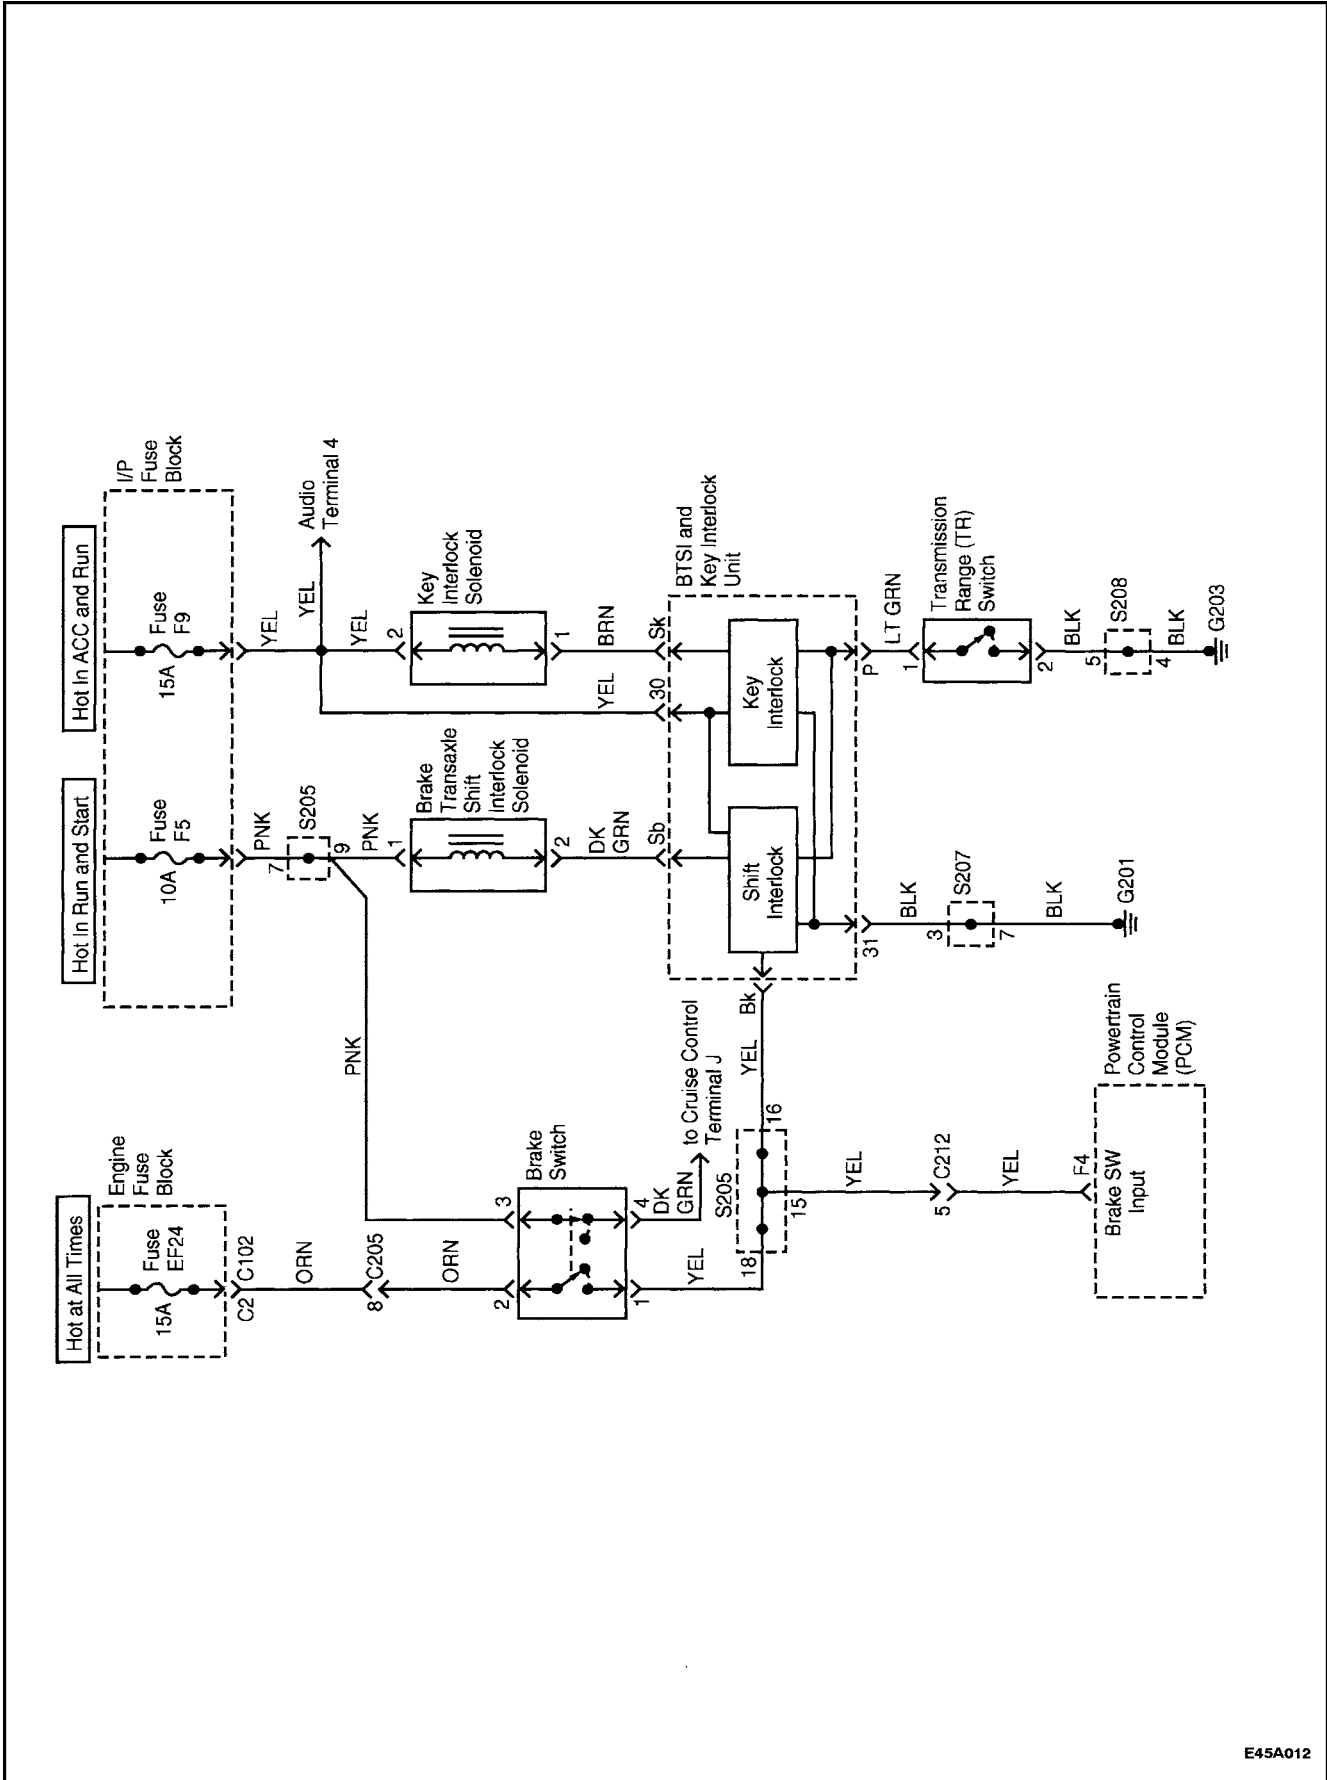 Hot at All Times
Hot In Run and Start
Hot In ACC and Run
Engine
Fuse
Block
15A
Fuse
EF24
C2
C102
ORN
8
C205
ORN
2
3
Brake
Switch
1
4
YEL
DK
GRN
to Cruise Control
Terminal J
PNK
10A
Fuse
F5
15A
Fuse
F9
I/P
Fuse
Block
PNK
7
S205
9
PNK
1
Brake
Transaxle
Shift
Interlock
Solenoid
2
DK
GRN
Sb
YEL
YEL
Audio
Terminal 4
YEL
2
Key
Interlock
Solenoid
1
BRN
Sk
YEL
30
BTSI and
Key Interlock
Unit
Shift
Interlock
Key
Interlock
Bk
YEL
16
S205
18
15
YEL
5
C212
YEL
F4
Brake SW
Input
Powertrain
Control
Module
(PCM)
31
BLK
3
S207
7
BLK
G201
P
LT GRN
1
Transmission
Range (TR)
Switch
2
BLK
5
S208
4
BLK
G203
E45A012